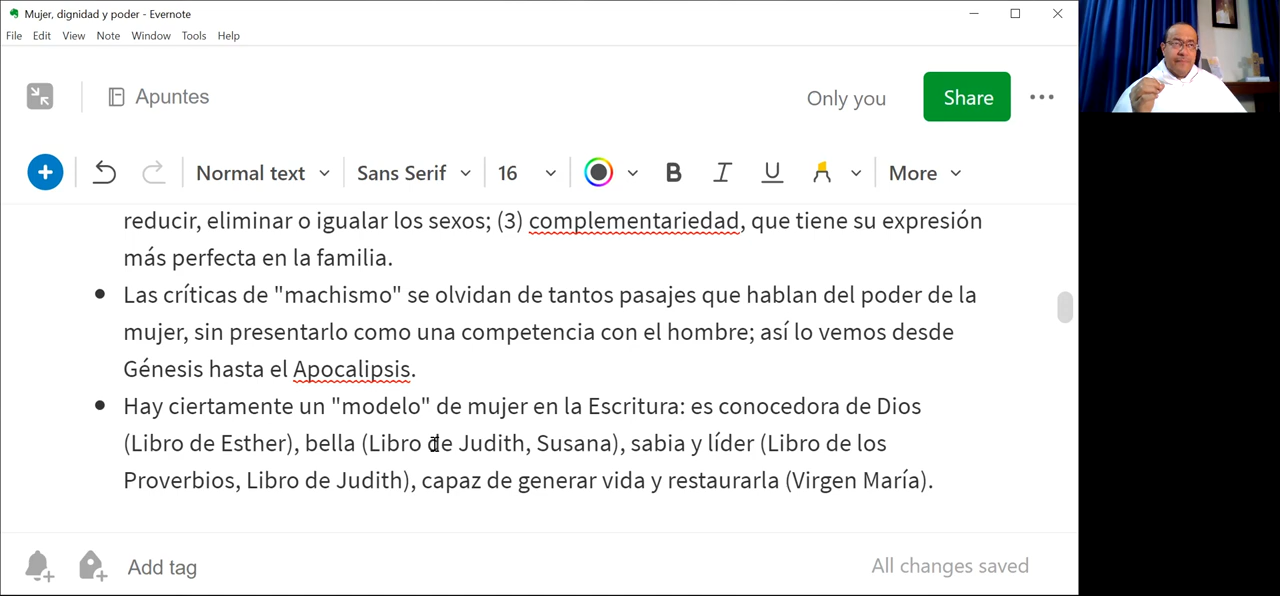 Mujer, dignidad y poder - Evernote
File Edit View Note Window Tools Help
Apuntes
Only you
Share
Normal text
Sans Serif
16
B I U
More
reducir, eliminar o igualar los sexos; (3) complementariedad, que tiene su expresión
más perfecta en la familia.
Las críticas de "machismo" se olvidan de tantos pasajes que hablan del poder de la
mujer, sin presentarlo como una competencia con el hombre; así lo vemos desde
Génesis hasta el Apocalipsis.
Hay ciertamente un "modelo" de mujer en la Escritura: es conocedora de Dios
(Libro de Esther), bella (Libro de Judith, Susana), sabia y líder (Libro de los
Proverbios, Libro de Judith), capaz de generar vida y restaurarla (Virgen María).
Add tag
All changes saved